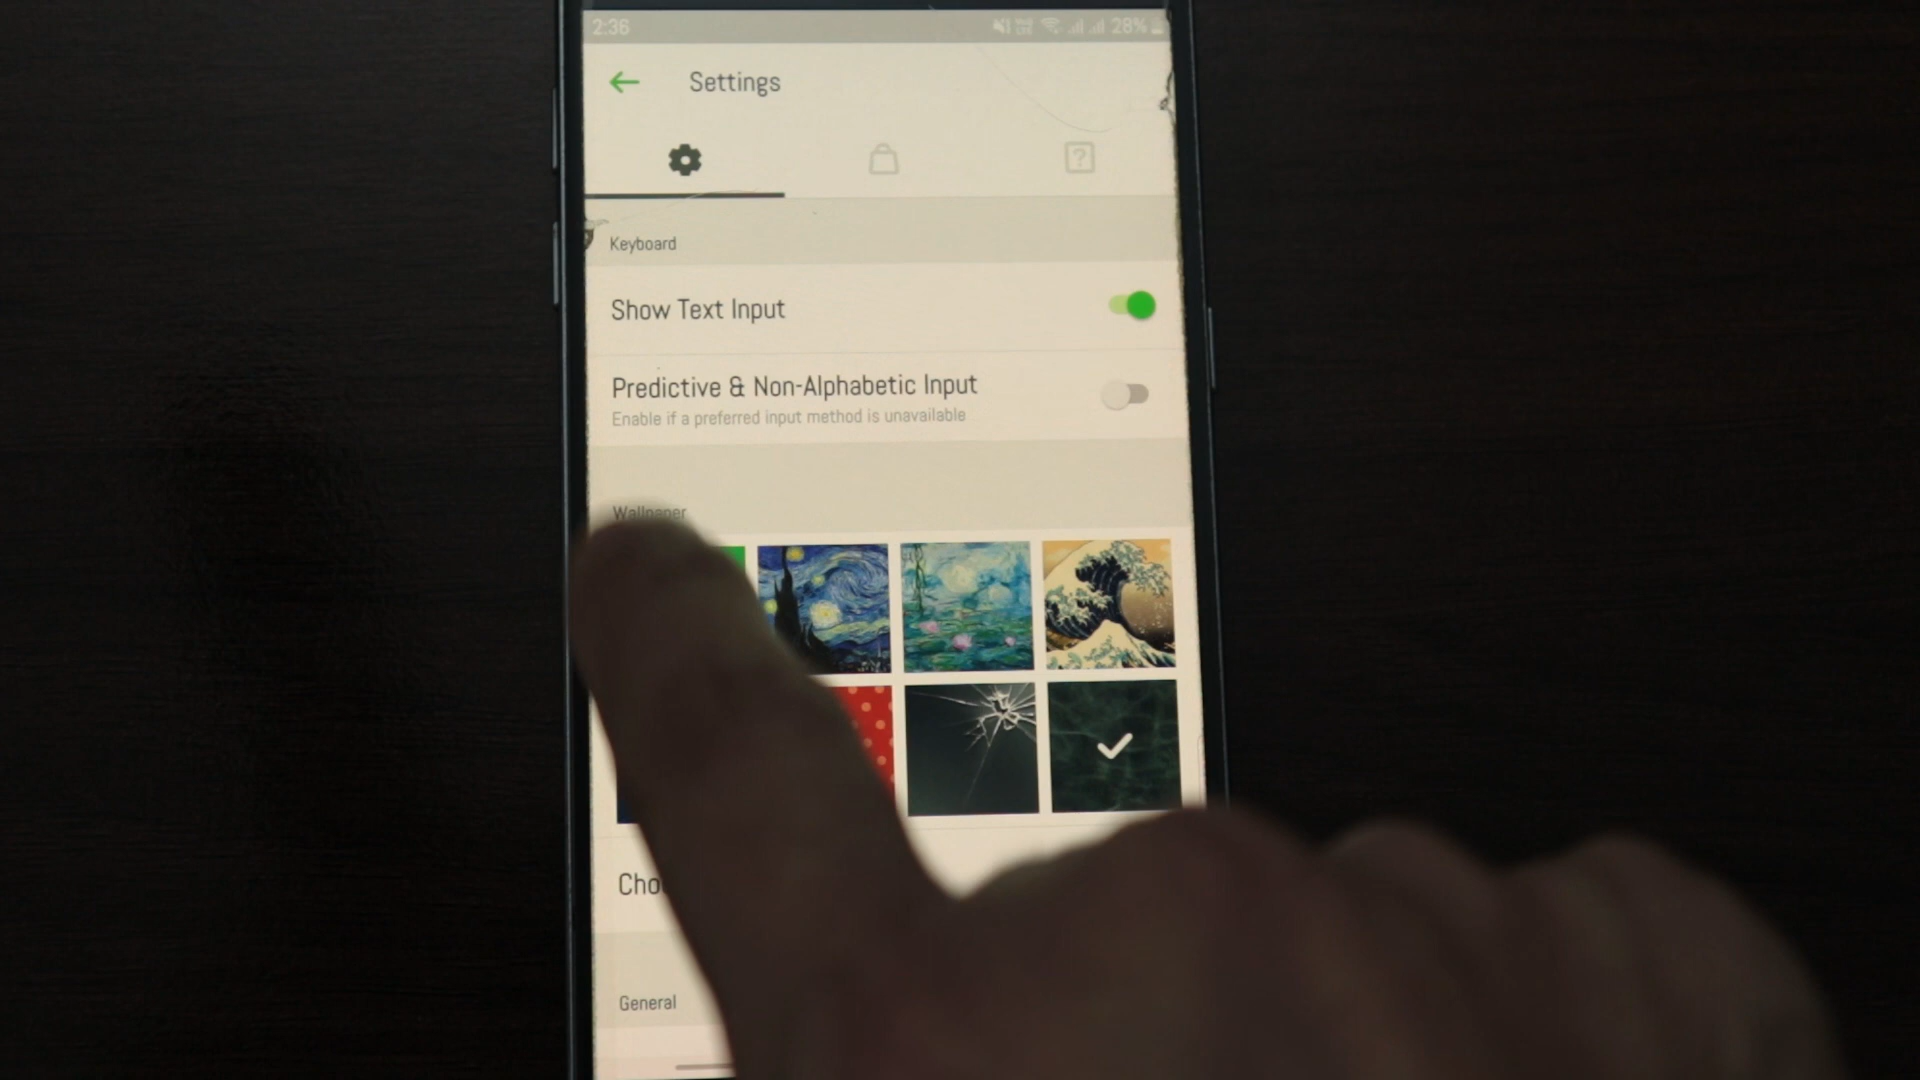 2:36
28%
Settings
?
Keyboard
Show Text Input
Predictive & Non-Alphabetic Input
Enable if a preferred input method is unavailable
Wallpaper
General